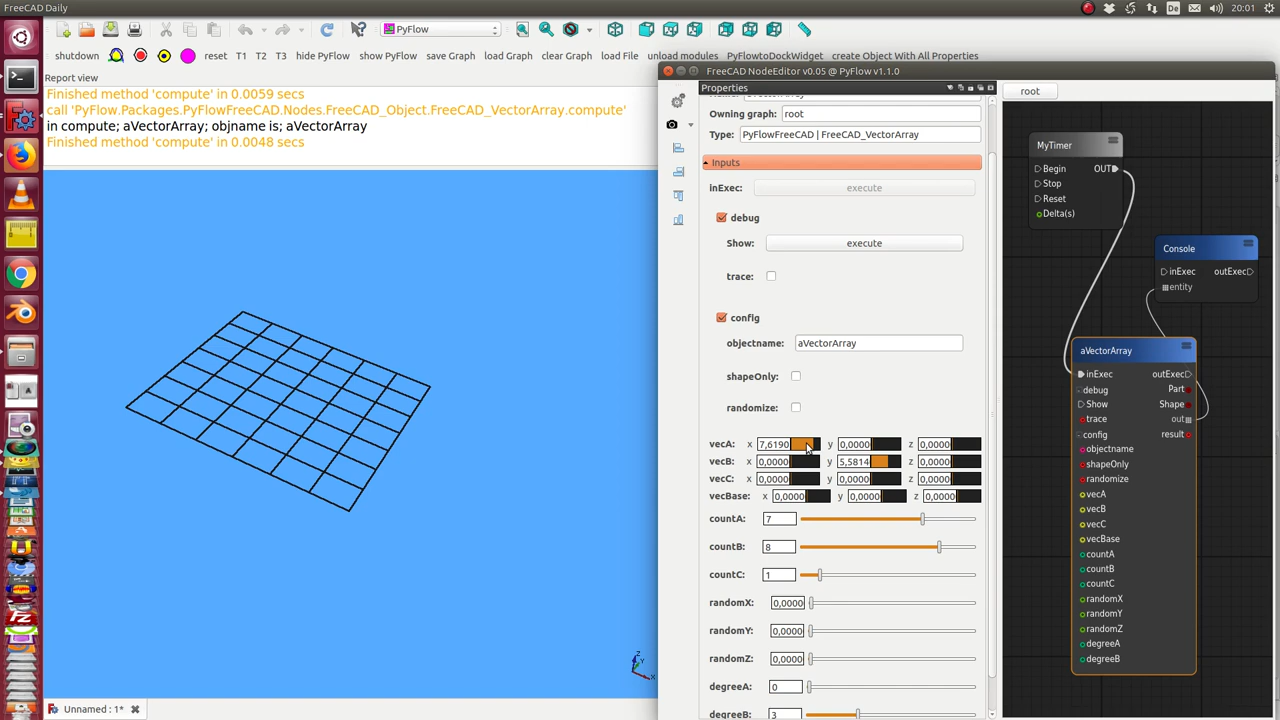 FreeCAD Daily
De
20:01
PyFlow
shutdown
reset
T1
T2
T3
hide PyFlow
show PyFlow
save Graph
load Graph
clear Graph
load File
unload modules
PyFlowtoDockWidget
create Object With All Properties
Report view
Finished method 'compute' in 0.0059 secs
call 'PyFlow.Packages.PyFlowFreeCAD.Nodes.FreeCAD_Object.FreeCAD_VectorArray.compute'
in compute; aVectorArray; objname is; aVectorArray
Finished method 'compute' in 0.0048 secs
Unnamed : 1*
FreeCAD NodeEditor v0.05 @ PyFlow v1.1.0
Properties
Owning graph: root
Type: PyFlowFreeCAD | FreeCAD_VectorArray
Inputs
inExec: execute
debug
Show: execute
trace:
config
objectname: aVectorArray
shapeOnly:
randomize:
vecA: x 7,6190 y 0,0000 z 0,0000
vecB: x 0,0000 y 5,5814 z 0,0000
vecC: x 0,0000 y 0,0000 z 0,0000
vecBase: x 0,0000 y 0,0000 z 0,0000
countA: 7
countB: 8
countC: 1
randomX: 0,0000
randomY: 0,0000
randomZ: 0,0000
degreeA: 0
degreeB: 3
root
MyTimer
Begin OUT
Stop
Reset
Delta(s)
Console
inExec outExec
entity
aVectorArray
inExec outExec
debug Part
Show Shape
trace out
config result
objectname
shapeOnly
randomize
vecA
vecB
vecC
vecBase
countA
countB
countC
randomX
randomY
randomZ
degreeA
degreeB